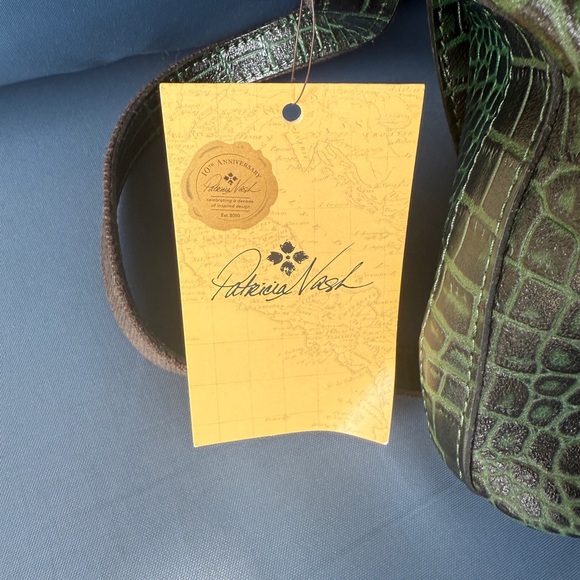 10TH ANNIVERSARY
Patricia Nash
celebrating a decade
of inspired design
Est. 2010
Patricia Nash